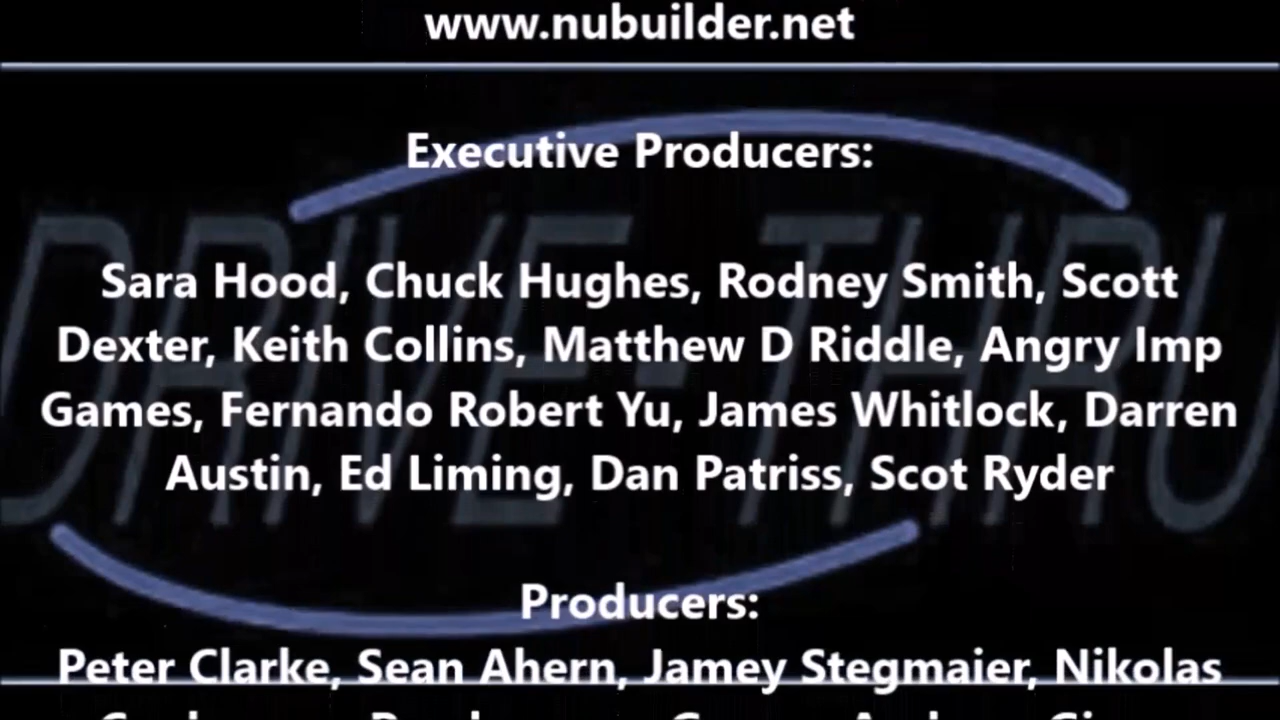 www.nubuilder.net
Executive Producers:
DRIVE-THRU
Sara Hood, Chuck Hughes, Rodney Smith, Scott
Dexter, Keith Collins, Matthew D Riddle, Angry Imp
Games, Fernando Robert Yu, James Whitlock, Darren
Austin, Ed Liming, Dan Patriss, Scot Ryder
Producers:
Peter Clarke, Sean Ahern, Jamey Stegmaier, Nikolas